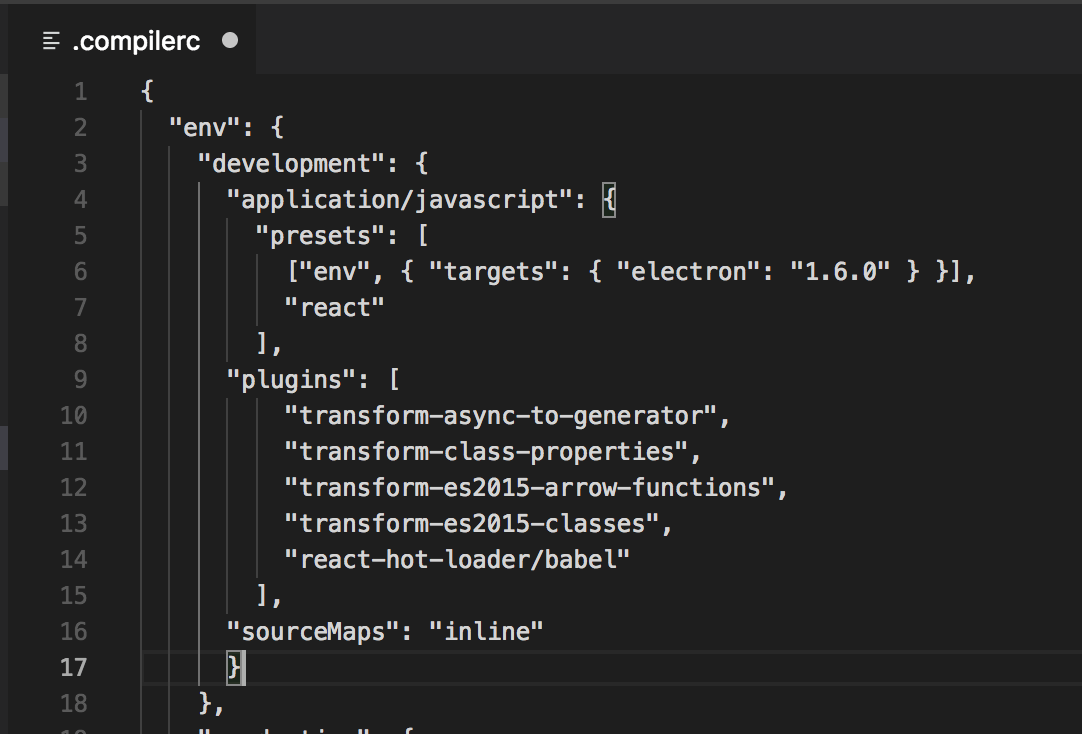 .compilerc
1 {
2 "env": {
3 "development": {
4 "application/javascript": {
5 "presets": [
6 ["env", { "targets": { "electron": "1.6.0" } }],
7 "react"
8 ],
9 "plugins": [
10 "transform-async-to-generator",
11 "transform-class-properties",
12 "transform-es2015-arrow-functions",
13 "transform-es2015-classes",
14 "react-hot-loader/babel"
15 ],
16 "sourceMaps": "inline"
17 }
18 },